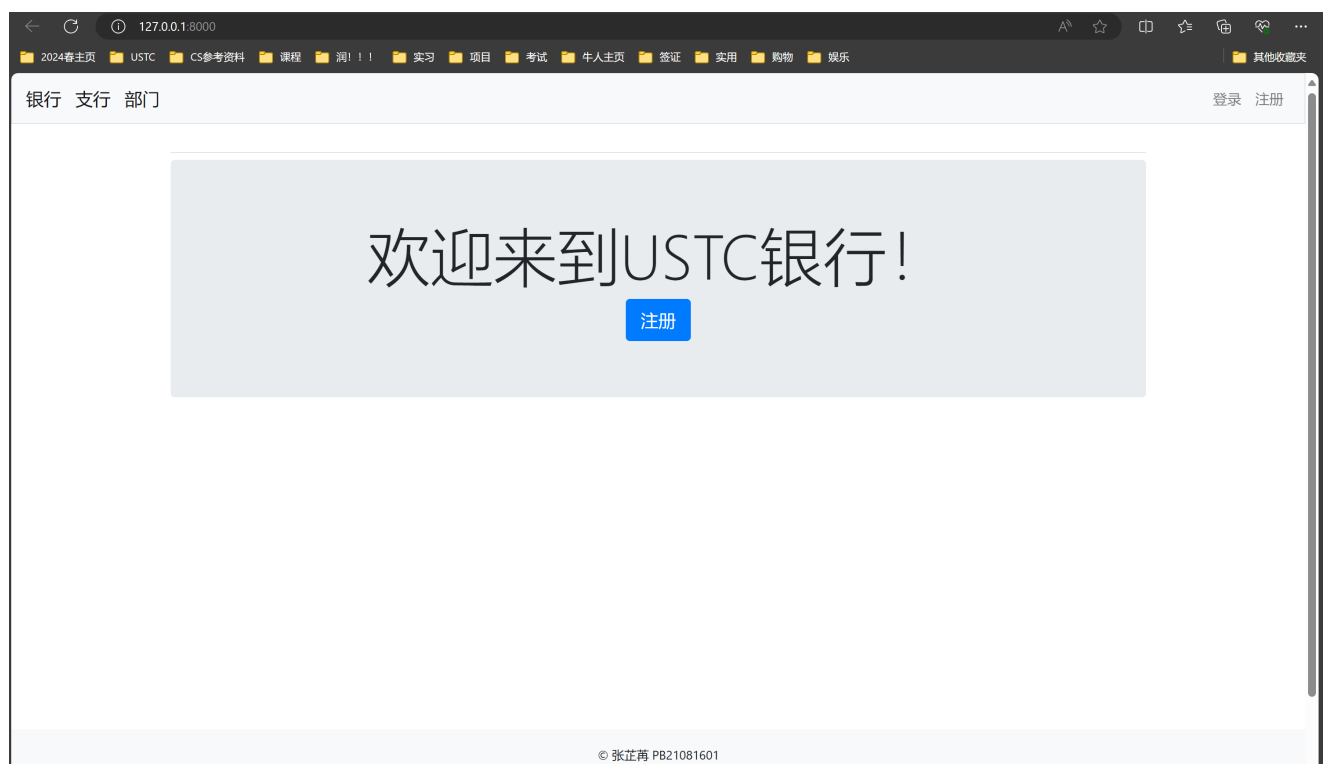 127.0.0.1:8000
2024春主页 USTC CS参考资料 课程 润！！！ 实习 项目 考试 牛人主页 签证 实用 购物 娱乐 其他收藏夹
银行 支行 部门 登录 注册
欢迎来到USTC银行！
注册
© 张芷苒 PB21081601